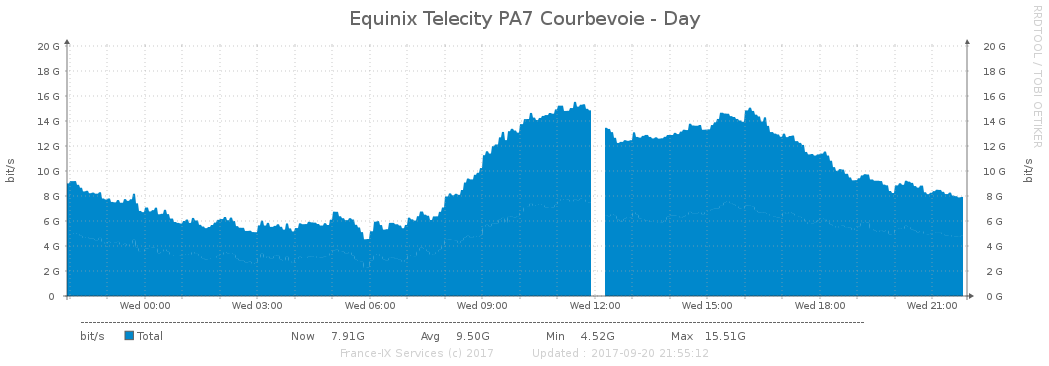 Equinix Telecity PA7 Courbevoie - Day
RRDTOOL / TOBI OETIKER
20 G 20 G
18 G 18 G
16 G 16 G
14 G 14 G
12 G 12 G
10 G 10 G
8 G 8 G
6 G 6 G
4 G 4 G
2 G 2 G
0 0 G
bit/s bit/s
Wed 00:00 Wed 03:00 Wed 06:00 Wed 09:00 Wed 12:00 Wed 15:00 Wed 18:00 Wed 21:00
bit/s Total Now 7.91G Avg 9.50G Min 4.52G Max 15.51G
France-IX Services (c) 2017 Updated : 2017-09-20 21:55:12